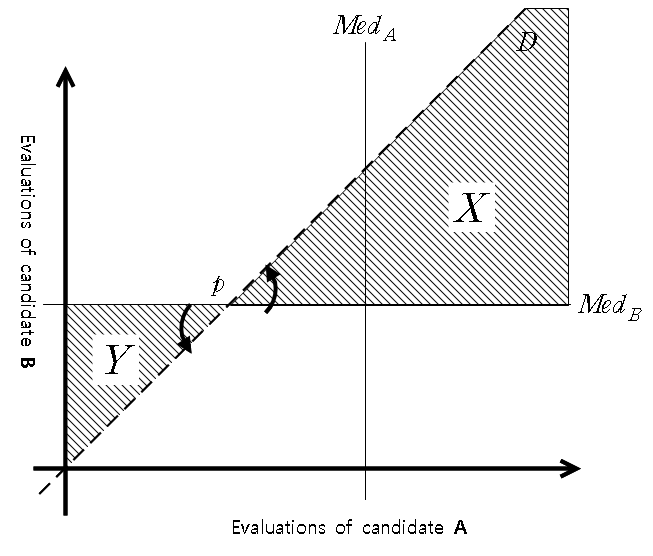 Med_A
D
X
p
Med_B
Y
Evaluations of candidate B
Evaluations of candidate A